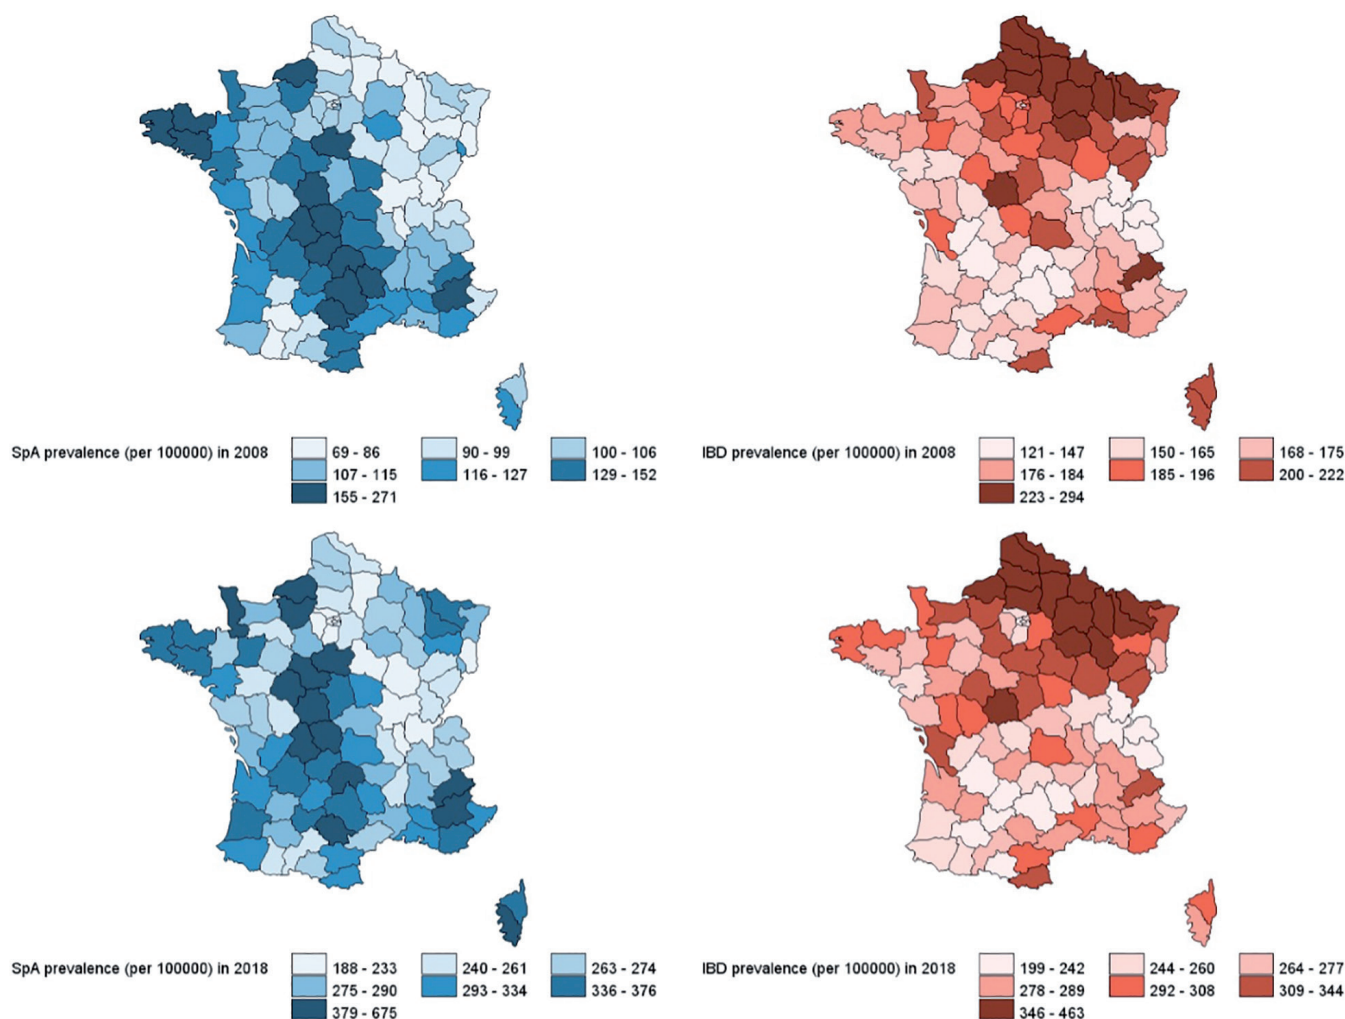 SpA prevalence (per 100000) in 2008
69 - 86
90 - 99
100 - 106
107 - 115
116 - 127
129 - 152
155 - 271
IBD prevalence (per 100000) in 2008
121 - 147
150 - 165
168 - 175
176 - 184
185 - 196
200 - 222
223 - 294
SpA prevalence (per 100000) in 2018
188 - 233
240 - 261
263 - 274
275 - 290
293 - 334
336 - 376
379 - 675
IBD prevalence (per 100000) in 2018
199 - 242
244 - 260
264 - 277
278 - 289
292 - 308
309 - 344
346 - 463